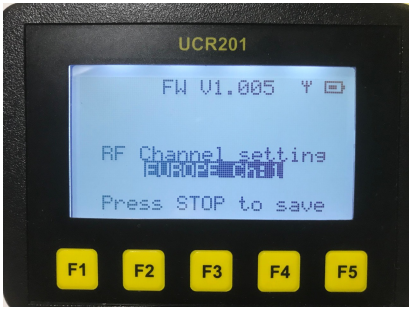 UCR201
FW V1.005
RF Channel setting
EUROPE Ch:1
Press STOP to save
F1 F2 F3 F4 F5